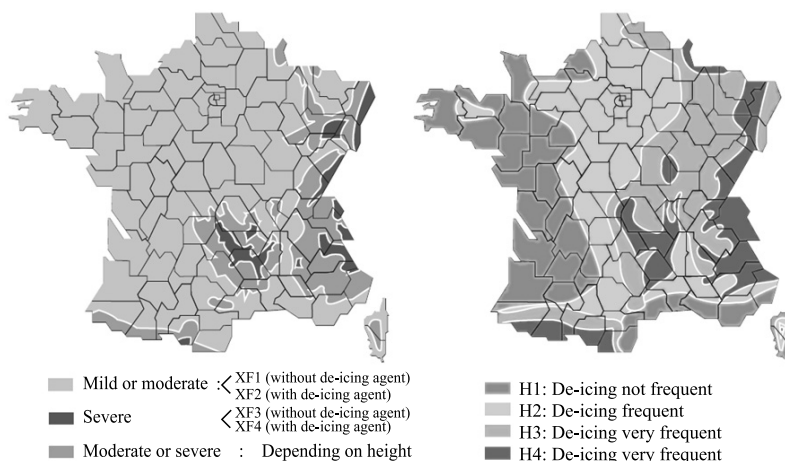 Mild or moderate : < XF1 (without de-icing agent)
XF2 (with de-icing agent)
Severe < XF3 (without de-icing agent)
XF4 (with de-icing agent)
Moderate or severe : Depending on height
H1: De-icing not frequent
H2: De-icing frequent
H3: De-icing very frequent
H4: De-icing very frequent